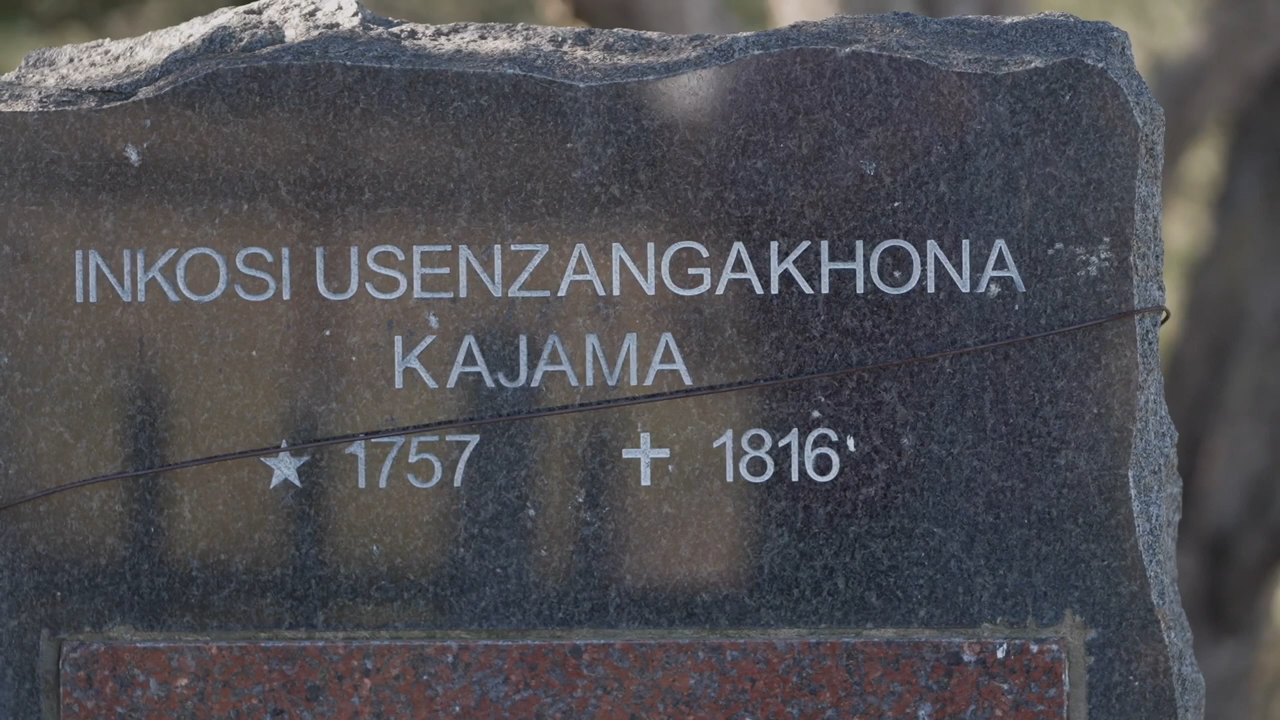 INKOSI USENZANGAKHONA
KAJAMA
★ 1757 ✝ 1816